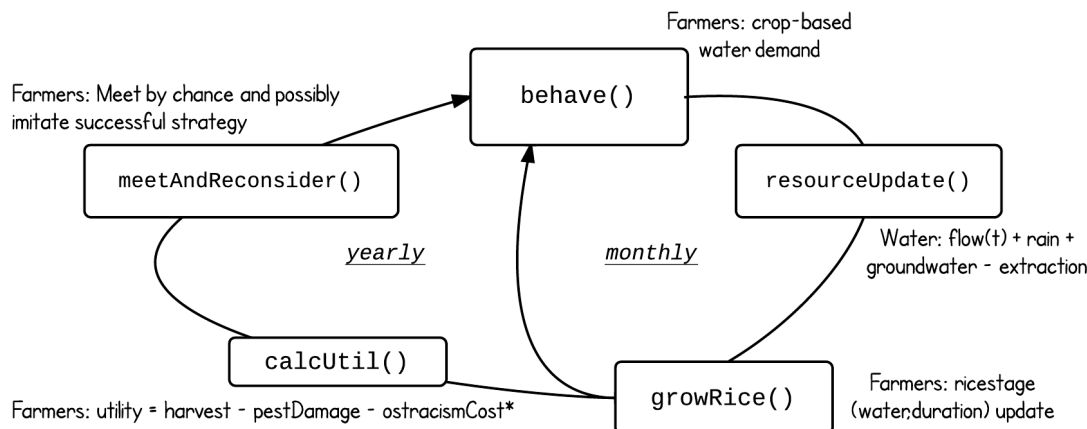 Farmers: crop-based
water demand
behave()
Farmers: Meet by chance and possibly
imitate successful strategy
meetAndReconsider()
resourceUpdate()
yearly
monthly
Water: flow(t) + rain +
groundwater - extraction
calcUtil()
growRice()
Farmers: utility = harvest - pestDamage - ostracismCost*
Farmers: ricestage
(water,duration) update